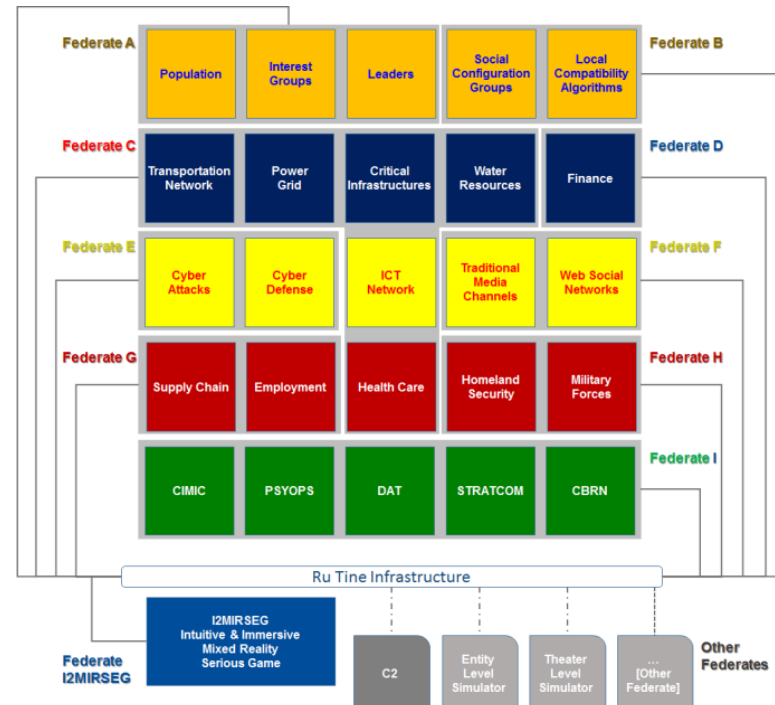 Federate A
Federate B
Population
Interest
Groups
Leaders
Social
Configuration
Groups
Local
Compatibility
Algorithms
Federate C
Federate D
Transportation
Network
Power
Grid
Critical
Infrastructures
Water
Resources
Finance
Federate E
Federate F
Cyber
Attacks
Cyber
Defense
ICT
Network
Traditional
Media
Channels
Web Social
Networks
Federate G
Federate H
Supply Chain
Employment
Health Care
Homeland
Security
Military
Forces
Federate I
CIMIC
PSYOPS
DAT
STRATCOM
CBRN
Ru Tine Infrastructure
I2MIRSEG
Intuitive & Immersive
Mixed Reality
Serious Game
Federate
I2MIRSEG
C2
Entity
Level
Simulator
Theater
Level
Simulator
...
[Other
Federate]
Other
Federates